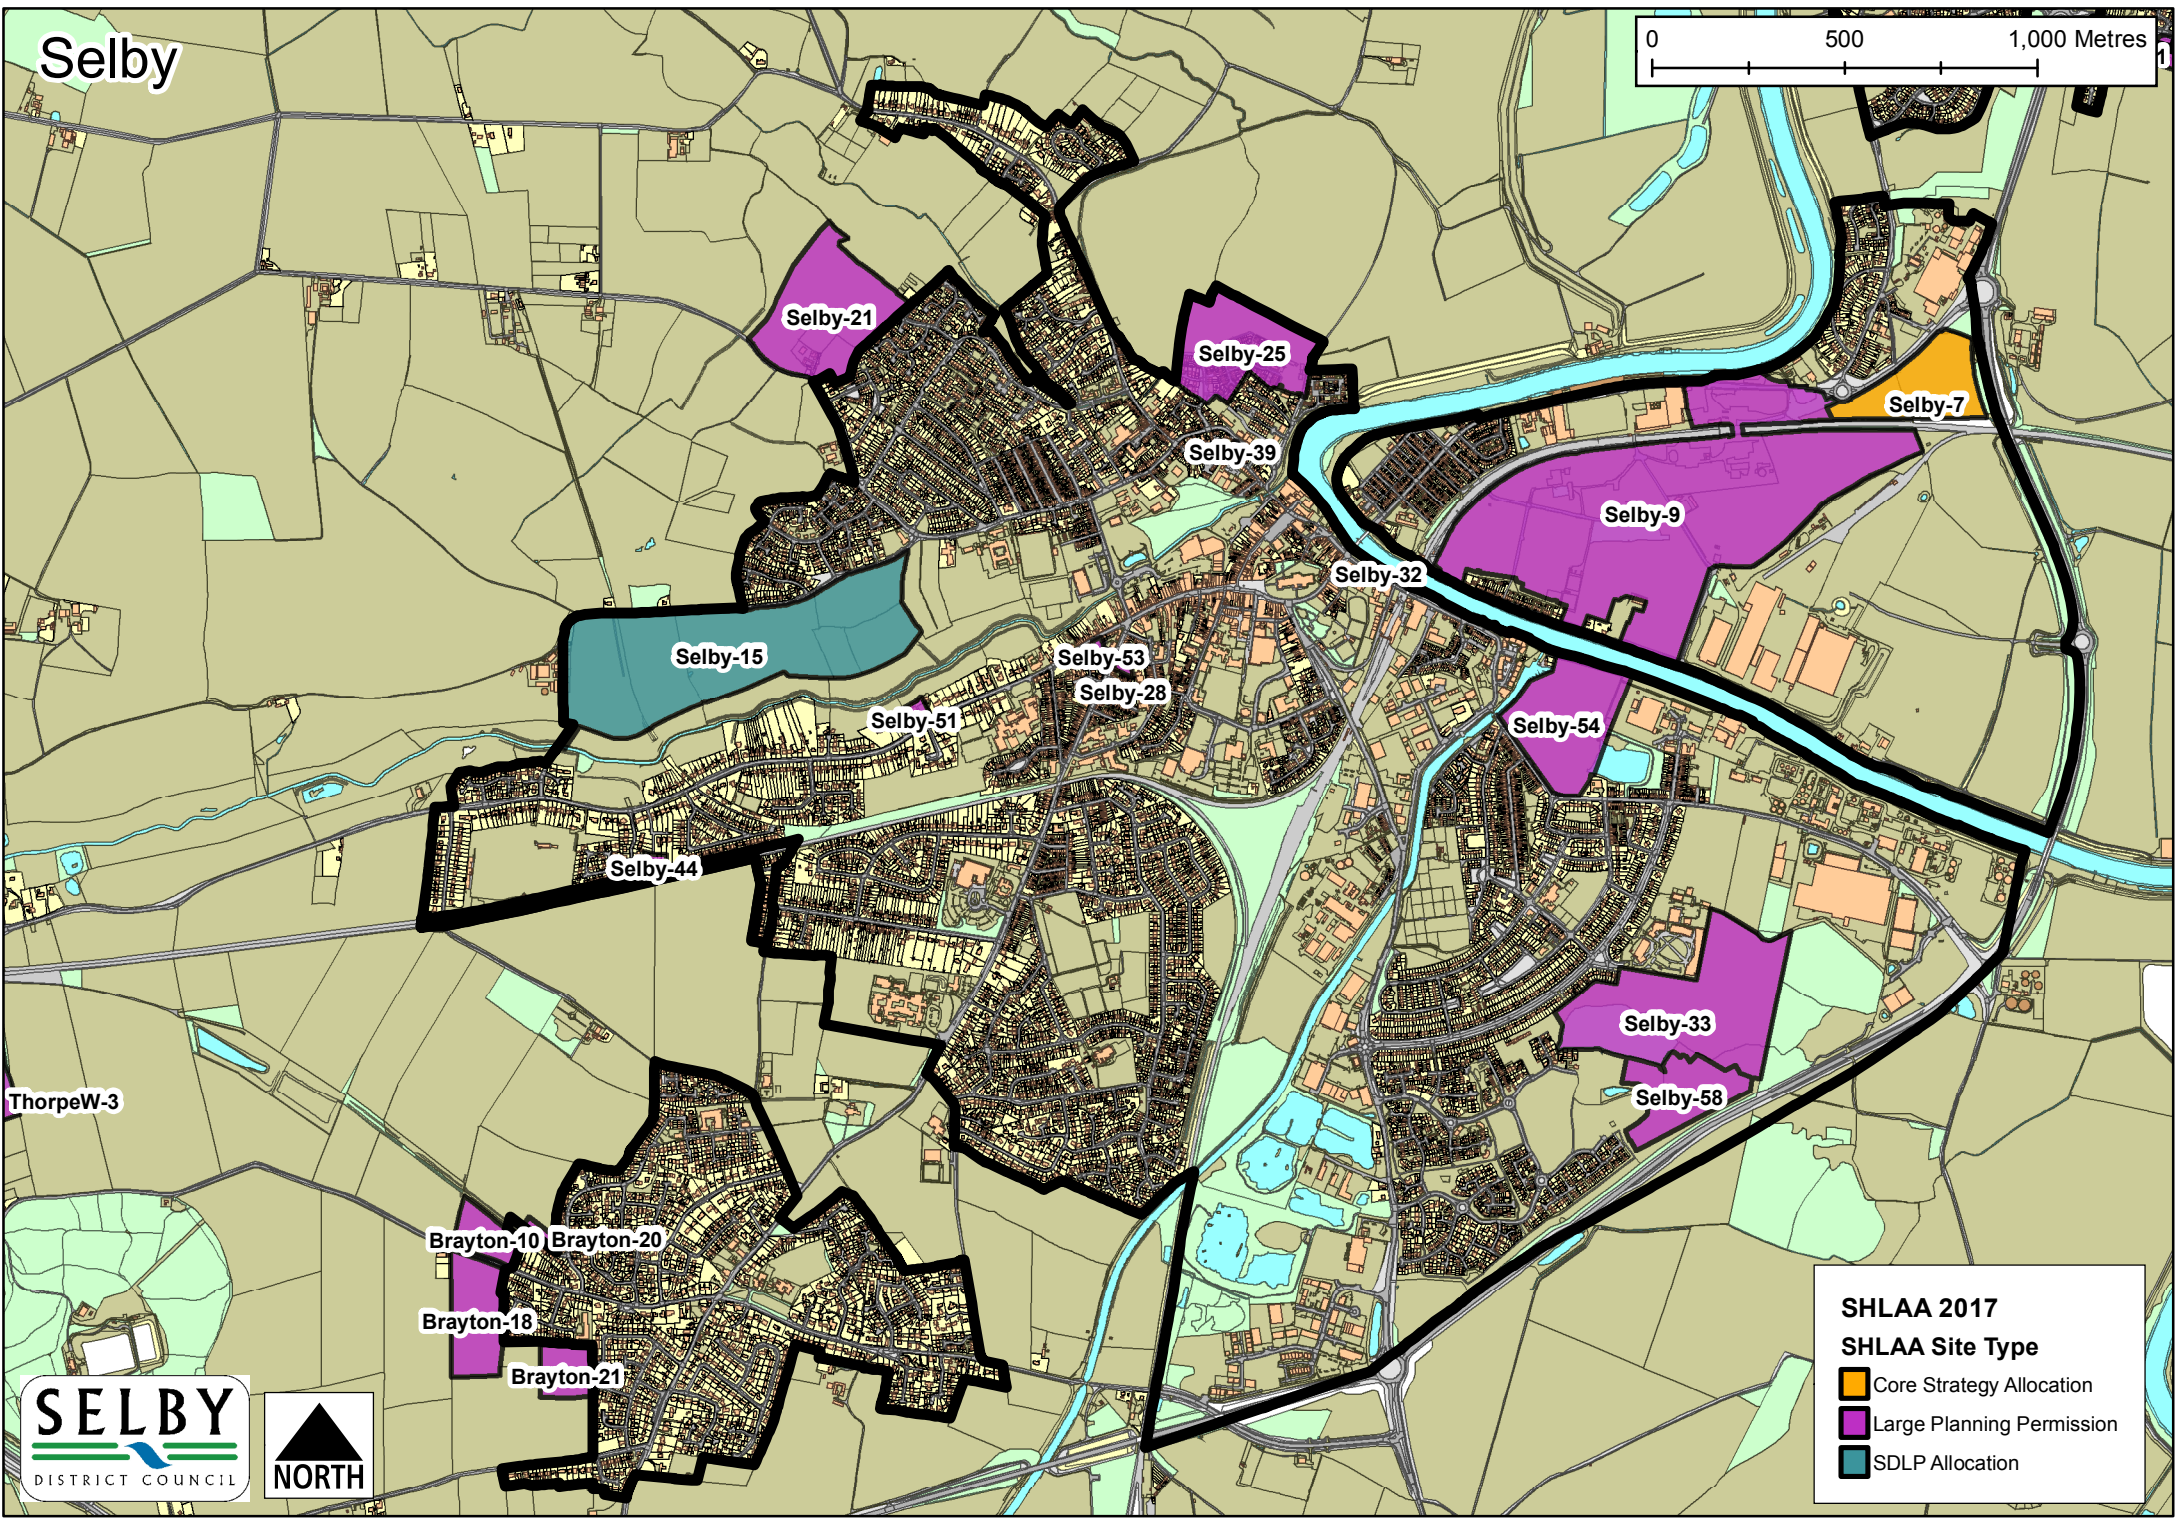 Selby
0 500 1,000 Metres
1
Selby-21
Selby-25
Selby-7
Selby-39
Selby-9
Selby-32
Selby-15
Selby-53
Selby-28
Selby-51
Selby-54
Selby-44
Selby-33
Selby-58
ThorpeW-3
Brayton-10
Brayton-20
Brayton-18
Brayton-21
SHLAA 2017
SHLAA Site Type
Core Strategy Allocation
Large Planning Permission
SDLP Allocation
SELBY
DISTRICT COUNCIL
NORTH